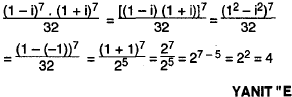 (1-i)⁷ . (1+i)⁷ / 32 = [(1-i) (1+i)]⁷ / 32 = (1²-i²)⁷ / 32
= (1-(-1))⁷ / 32 = (1+1)⁷ / 2⁵ = 2⁷ / 2⁵ = 2⁷⁻⁵ = 2² = 4
YANIT "E